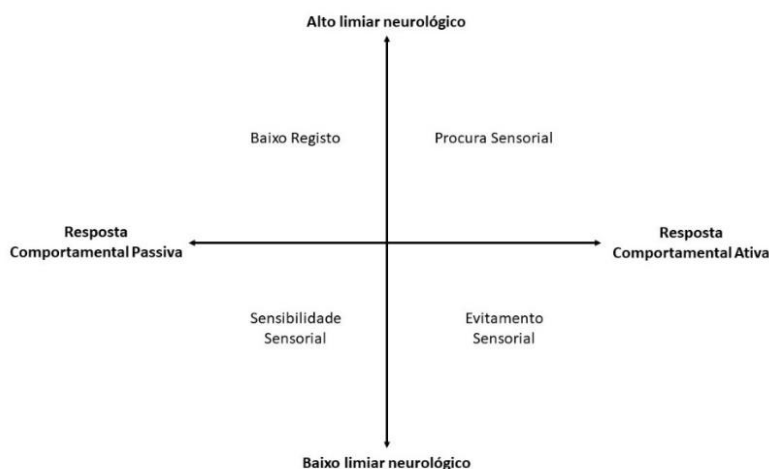 Alto limiar neurológico
Baixo Registo
Procura Sensorial
Resposta
Comportamental Passiva
Resposta
Comportamental Ativa
Sensibilidade
Sensorial
Evitamento
Sensorial
Baixo limiar neurológico